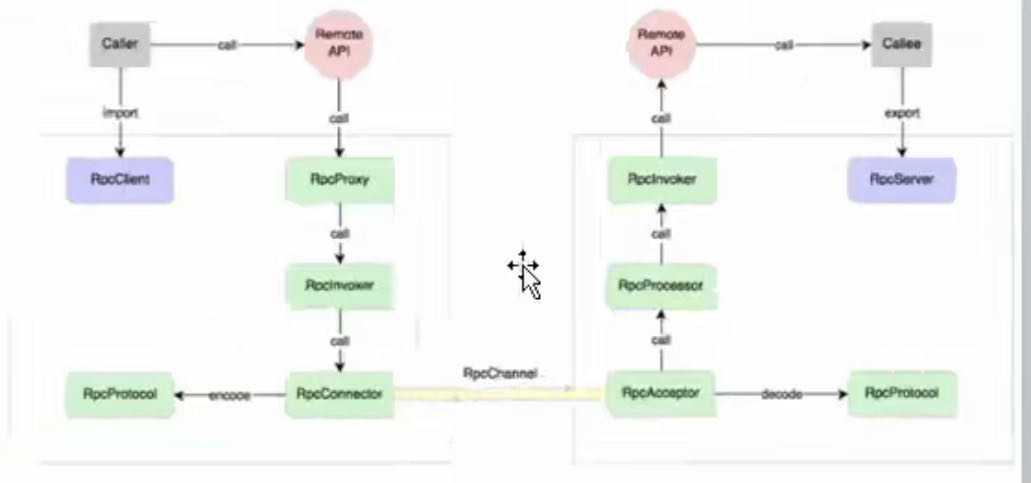 Caller
call
Remote
API
Remote
API
call
Callee
import
call
call
export
RpcClient
RpcProxy
RpcInvoker
RpcServer
call
call
RpcInvoker
RpcProcessor
call
call
RpcChannel
RpcProtocol
encode
RpcConnector
RpcAcceptor
decode
RpcProtocol